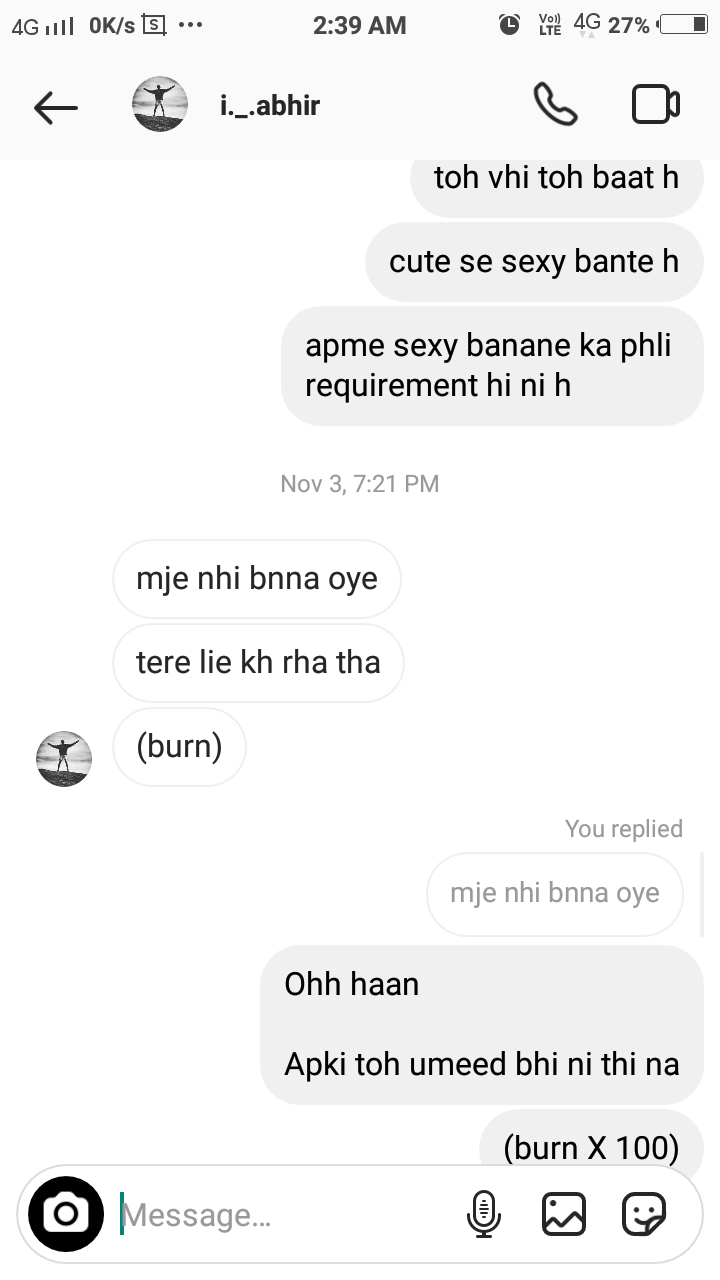 4G 0K/s S ... 2:39 AM Vo)) LTE 4G 27%
i._.abhir
toh vhi toh baat h
cute se sexy bante h
apme sexy banane ka phli
requirement hi ni h
Nov 3, 7:21 PM
mje nhi bnna oye
tere lie kh rha tha
(burn)
You replied
mje nhi bnna oye
Ohh haan
Apki toh umeed bhi ni thi na
(burn X 100)
Message...